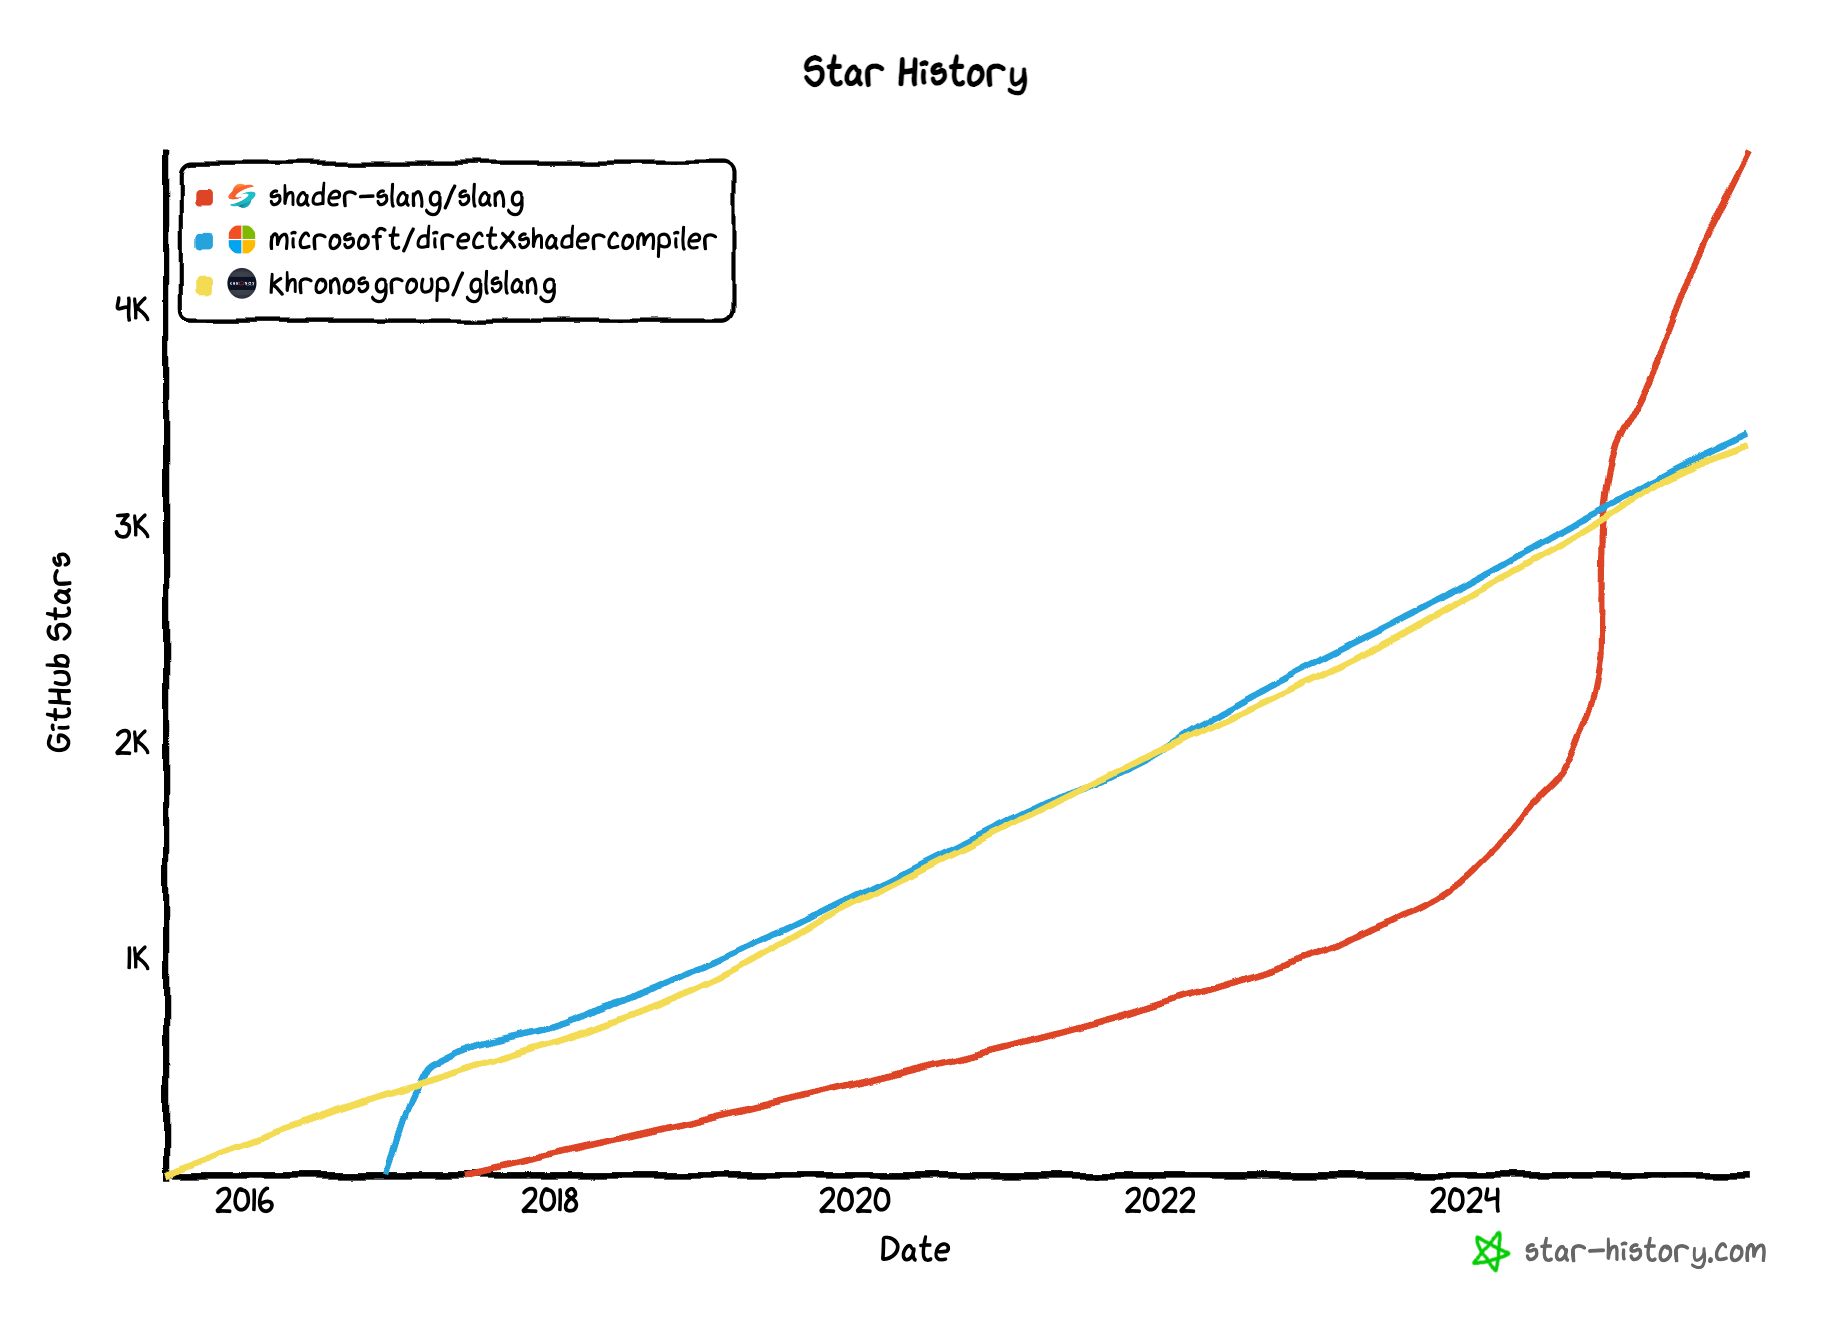 Star History
shader-slang/slang
microsoft/directxshadercompiler
khronosgroup/glslang
4K
3K
2K
1K
GitHub Stars
2016 2018 2020 2022 2024
Date
star-history.com